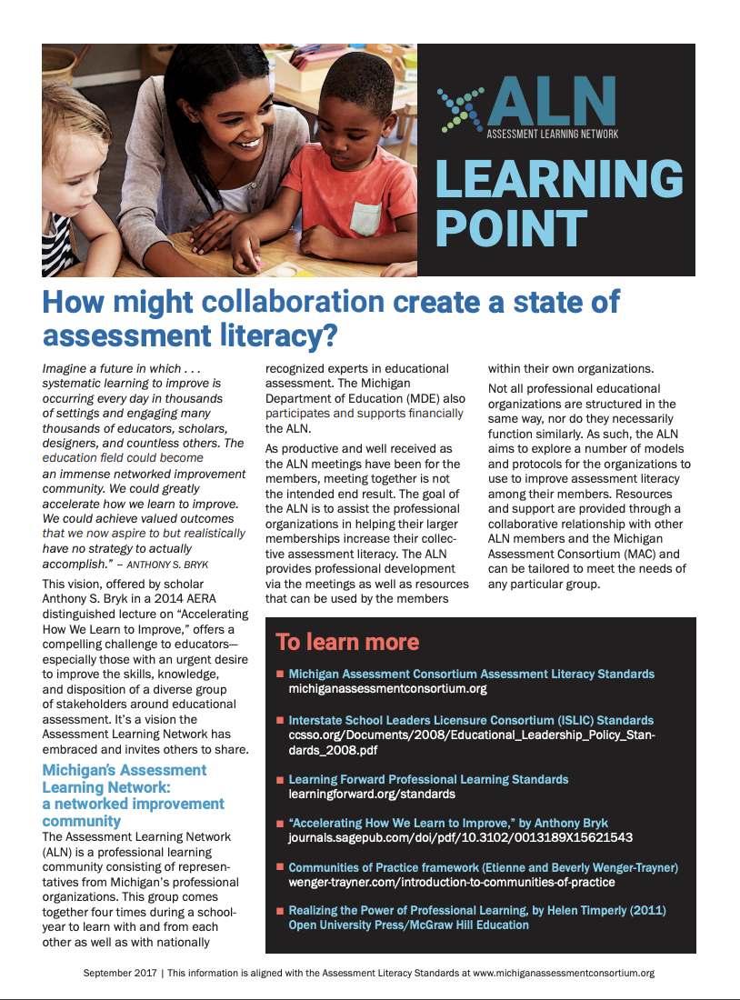 ALN
ASSESSMENT LEARNING NETWORK
LEARNING
POINT
How might collaboration create a state of
assessment literacy?
Imagine a future in which . . .
systematic learning to improve is
occurring every day in thousands
of settings and engaging many
thousands of educators, scholars,
designers, and countless others. The
education field could become
an immense networked improvement
community. We could greatly
accelerate how we learn to improve.
We could achieve valued outcomes
that we now aspire to but realistically
have no strategy to actually
accomplish.” – ANTHONY S. BRYK
This vision, offered by scholar
Anthony S. Bryk in a 2014 AERA
distinguished lecture on “Accelerating
How We Learn to Improve,” offers a
compelling challenge to educators—
especially those with an urgent desire
to improve the skills, knowledge,
and disposition of a diverse group
of stakeholders around educational
assessment. It’s a vision the
Assessment Learning Network has
embraced and invites others to share.
Michigan’s Assessment
Learning Network:
a networked improvement
community
The Assessment Learning Network
(ALN) is a professional learning
community consisting of represen-
tatives from Michigan’s professional
organizations. This group comes
together four times during a school-
year to learn with and from each
other as well as with nationally
recognized experts in educational
assessment. The Michigan
Department of Education (MDE) also
participates and supports financially
the ALN.
As productive and well received as
the ALN meetings have been for the
members, meeting together is not
the intended end result. The goal of
the ALN is to assist the professional
organizations in helping their larger
memberships increase their collec-
tive assessment literacy. The ALN
provides professional development
via the meetings as well as resources
that can be used by the members
within their own organizations.
Not all professional educational
organizations are structured in the
same way, nor do they necessarily
function similarly. As such, the ALN
aims to explore a number of models
and protocols for the organizations to
use to improve assessment literacy
among their members. Resources
and support are provided through a
collaborative relationship with other
ALN members and the Michigan
Assessment Consortium (MAC) and
can be tailored to meet the needs of
any particular group.
To learn more
■ Michigan Assessment Consortium Assessment Literacy Standards
michiganassessmentconsortium.org
■ Interstate School Leaders Licensure Consortium (ISLIC) Standards
ccsso.org/Documents/2008/Educational_Leadership_Policy_Stan-
dards_2008.pdf
■ Learning Forward Professional Learning Standards
learningforward.org/standards
■ “Accelerating How We Learn to Improve,” by Anthony Bryk
journals.sagepub.com/doi/pdf/10.3102/0013189X15621543
■ Communities of Practice framework (Etienne and Beverly Wenger-Trayner)
wenger-trayner.com/introduction-to-communities-of-practice
■ Realizing the Power of Professional Learning, by Helen Timperly (2011)
Open University Press/McGraw Hill Education
September 2017 | This information is aligned with the Assessment Literacy Standards at www.michiganassessmentconsortium.org